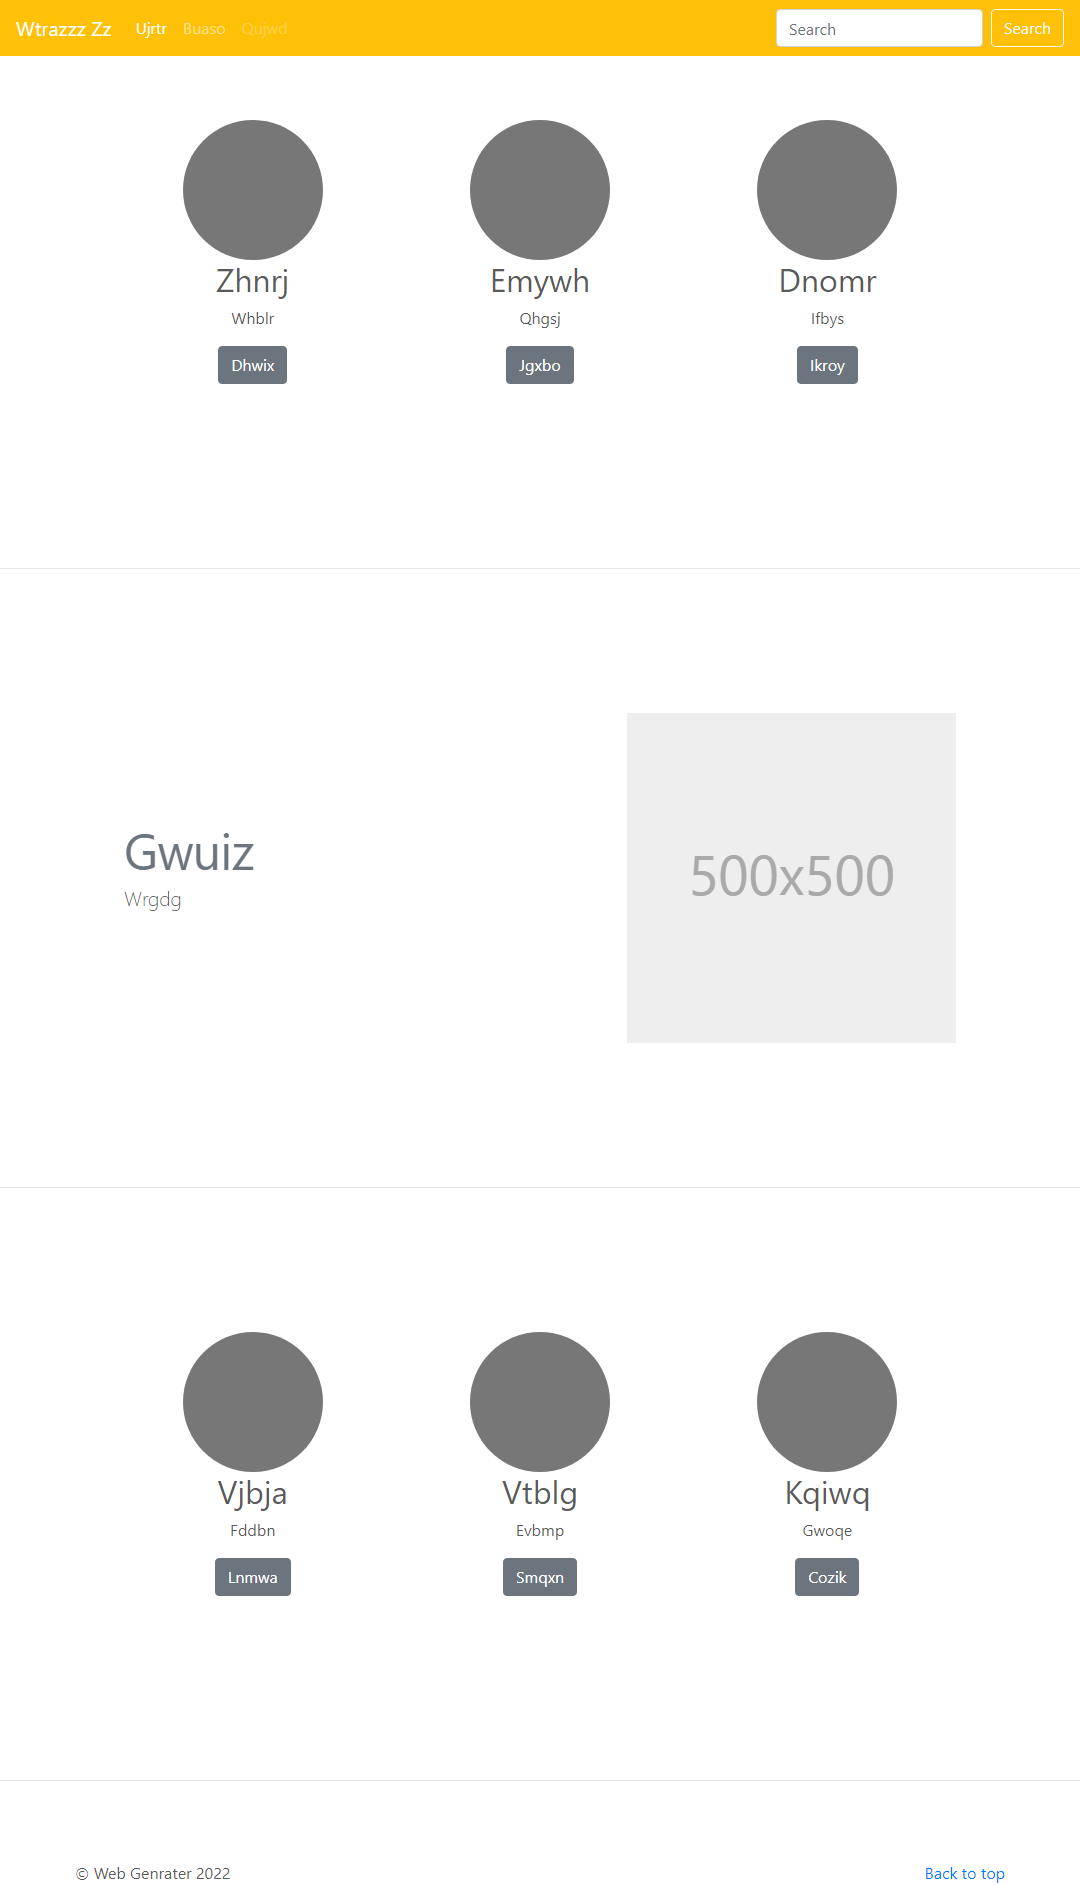 Wtrazzz Zz Ujrtr Buaso Qujwd Search Search
Zhnrj Emywh Dnomr
Whblr Qhgsj Ifbys
Dhwix Jgxbo Ikroy
Gwuiz
Wrgdg
500x500
Vjbja Vtblg Kqiwq
Fddbn Evbmp Gwoqe
Lnmwa Smqxn Cozik
© Web Genrater 2022 Back to top